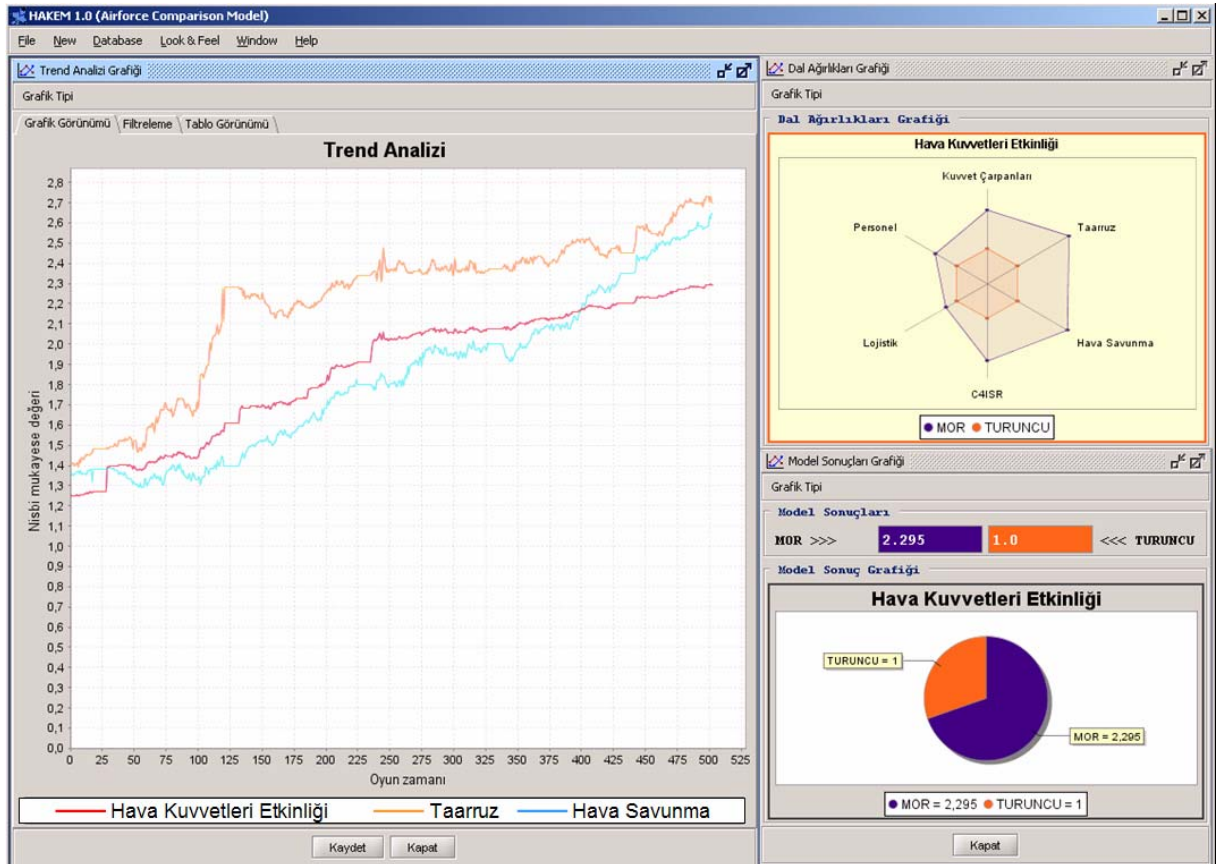 HAKEM 1.0 (Airforce Comparison Model)
File New Database Look & Feel Window Help
Trend Analizi Grafiği
Grafik Tipi
Grafik Görünümü Filtreleme Tablo Görünümü
Trend Analizi
Nisbi mukayese değeri
2,8
2,7
2,6
2,5
2,4
2,3
2,2
2,1
2,0
1,9
1,8
1,7
1,6
1,5
1,4
1,3
1,2
1,1
1,0
0,9
0,8
0,7
0,6
0,5
0,4
0,3
0,2
0,1
0,0
0 25 50 75 100 125 150 175 200 225 250 275 300 325 350 375 400 425 450 475 500 525
Oyun zamanı
Hava Kuvvetleri Etkinliği Taarruz Hava Savunma
Kaydet Kapat
Dal Ağırlıkları Grafiği
Grafik Tipi
Dal Ağırlıkları Grafiği
Hava Kuvvetleri Etkinliği
Kuvvet Çarpanları
Personel Taarruz
Lojistik Hava Savunma
C4ISR
MOR TURUNCU
Model Sonuçları Grafiği
Grafik Tipi
Model Sonuçları
MOR >>> 2.295 1.0 <<< TURUNCU
Model Sonuç Grafiği
Hava Kuvvetleri Etkinliği
TURUNCU = 1
MOR = 2,295
MOR = 2,295 TURUNCU = 1
Kapat